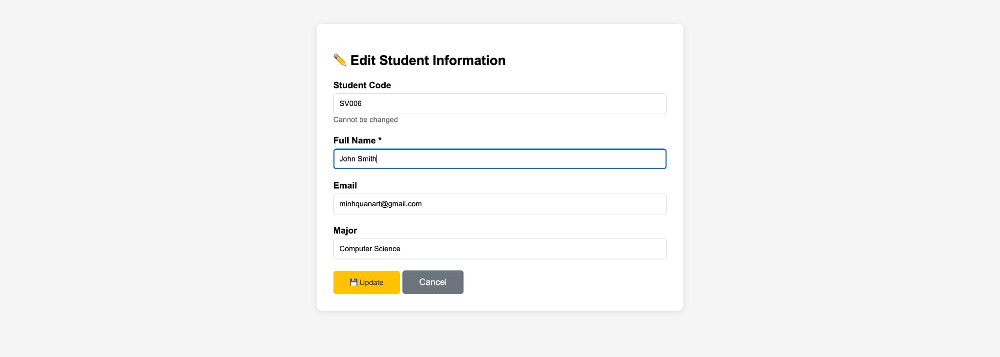 ✏️ Edit Student Information
Student Code
SV006
Cannot be changed
Full Name *
John Smith
Email
minhquanart@gmail.com
Major
Computer Science
💾 Update Cancel